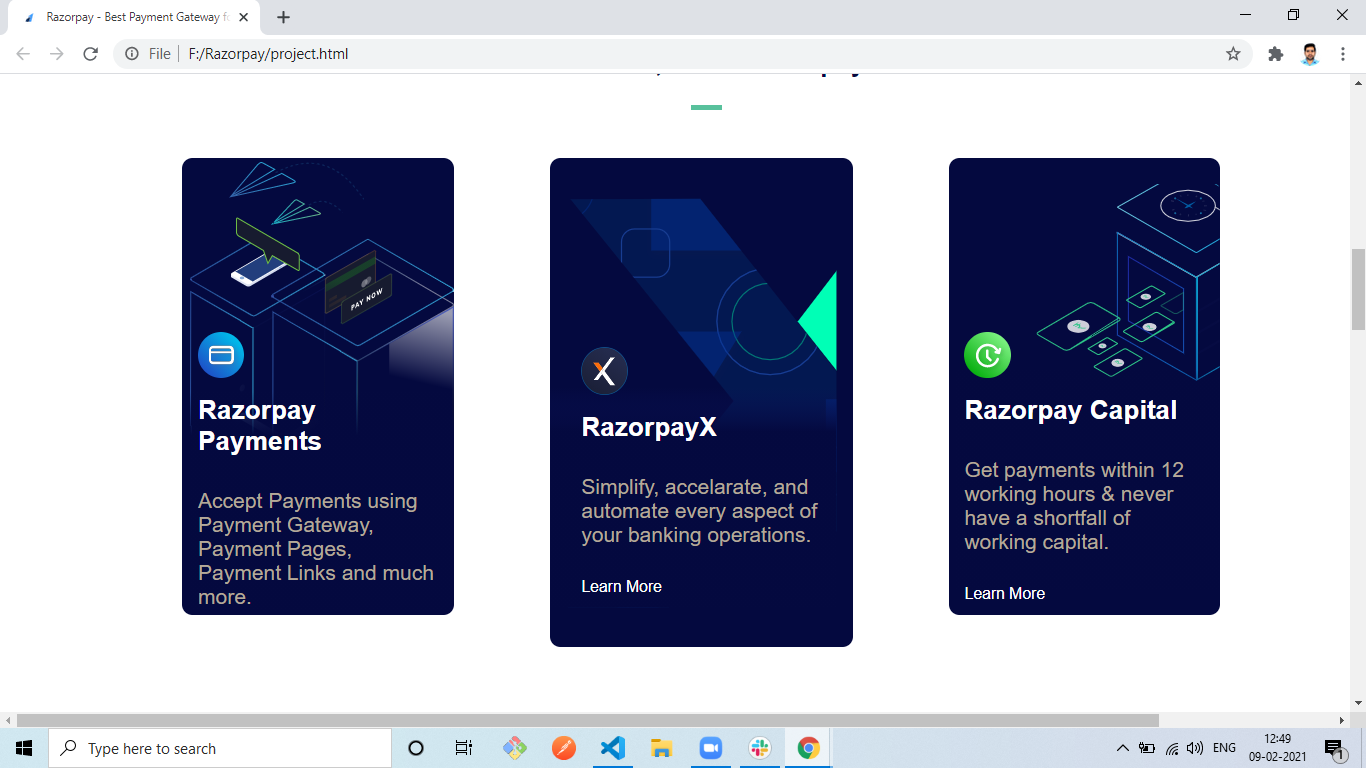 Razorpay - Best Payment Gateway fo
File
F:/Razorpay/project.html
PAY NOW
Razorpay
Payments
Accept Payments using
Payment Gateway,
Payment Pages,
Payment Links and much
more.
RazorpayX
Simplify, accelarate, and
automate every aspect of
your banking operations.
Learn More
Razorpay Capital
Get payments within 12
working hours & never
have a shortfall of
working capital.
Learn More
Type here to search
ENG
12:49
09-02-2021
1